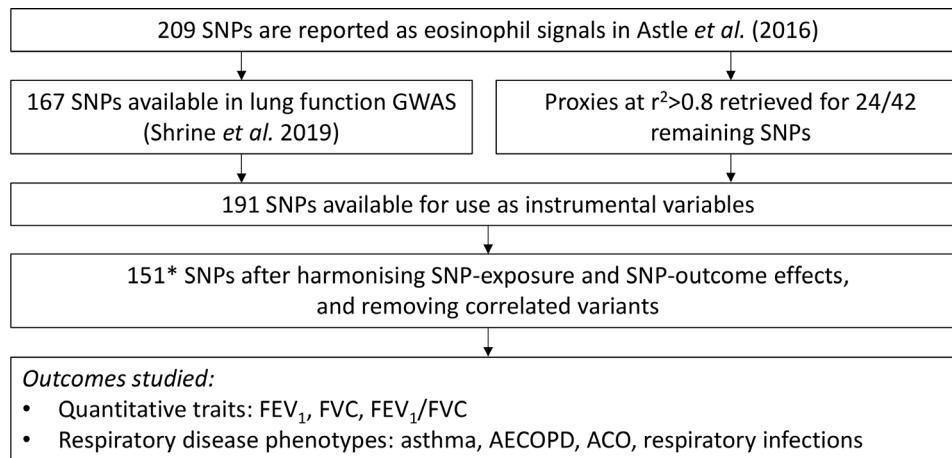 209 SNPs are reported as eosinophil signals in Astle et al. (2016)
167 SNPs available in lung function GWAS
(Shrine et al. 2019)
Proxies at r²>0.8 retrieved for 24/42
remaining SNPs
191 SNPs available for use as instrumental variables
151* SNPs after harmonising SNP-exposure and SNP-outcome effects,
and removing correlated variants
Outcomes studied:
• Quantitative traits: FEV₁, FVC, FEV₁/FVC
• Respiratory disease phenotypes: asthma, AECOPD, ACO, respiratory infections